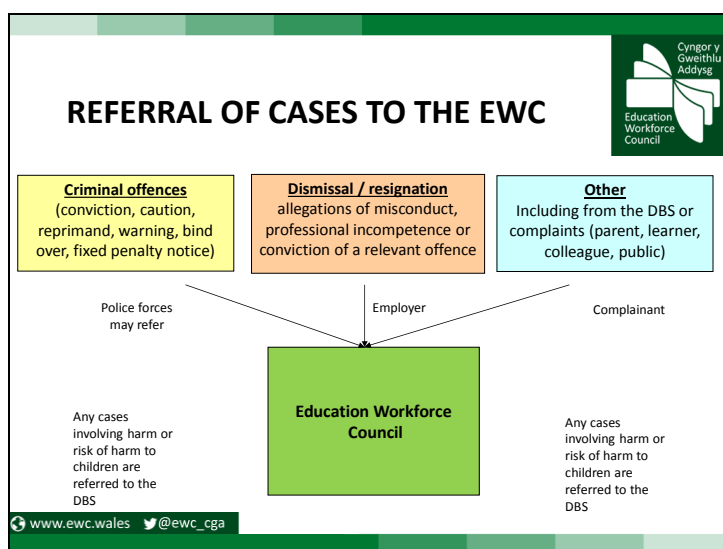 Cyngor y
Gweithlu
Addysg
Education
Workforce
Council
REFERRAL OF CASES TO THE EWC
Criminal offences
(conviction, caution,
reprimand, warning, bind
over, fixed penalty notice)
Dismissal / resignation
allegations of misconduct,
professional incompetence or
conviction of a relevant offence
Other
Including from the DBS or
complaints (parent, learner,
colleague, public)
Police forces
may refer
Employer
Complainant
Education Workforce
Council
Any cases
involving harm or
risk of harm to
children are
referred to the
DBS
Any cases
involving harm or
risk of harm to
children are
referred to the
DBS
www.ewc.wales @ewc_cga